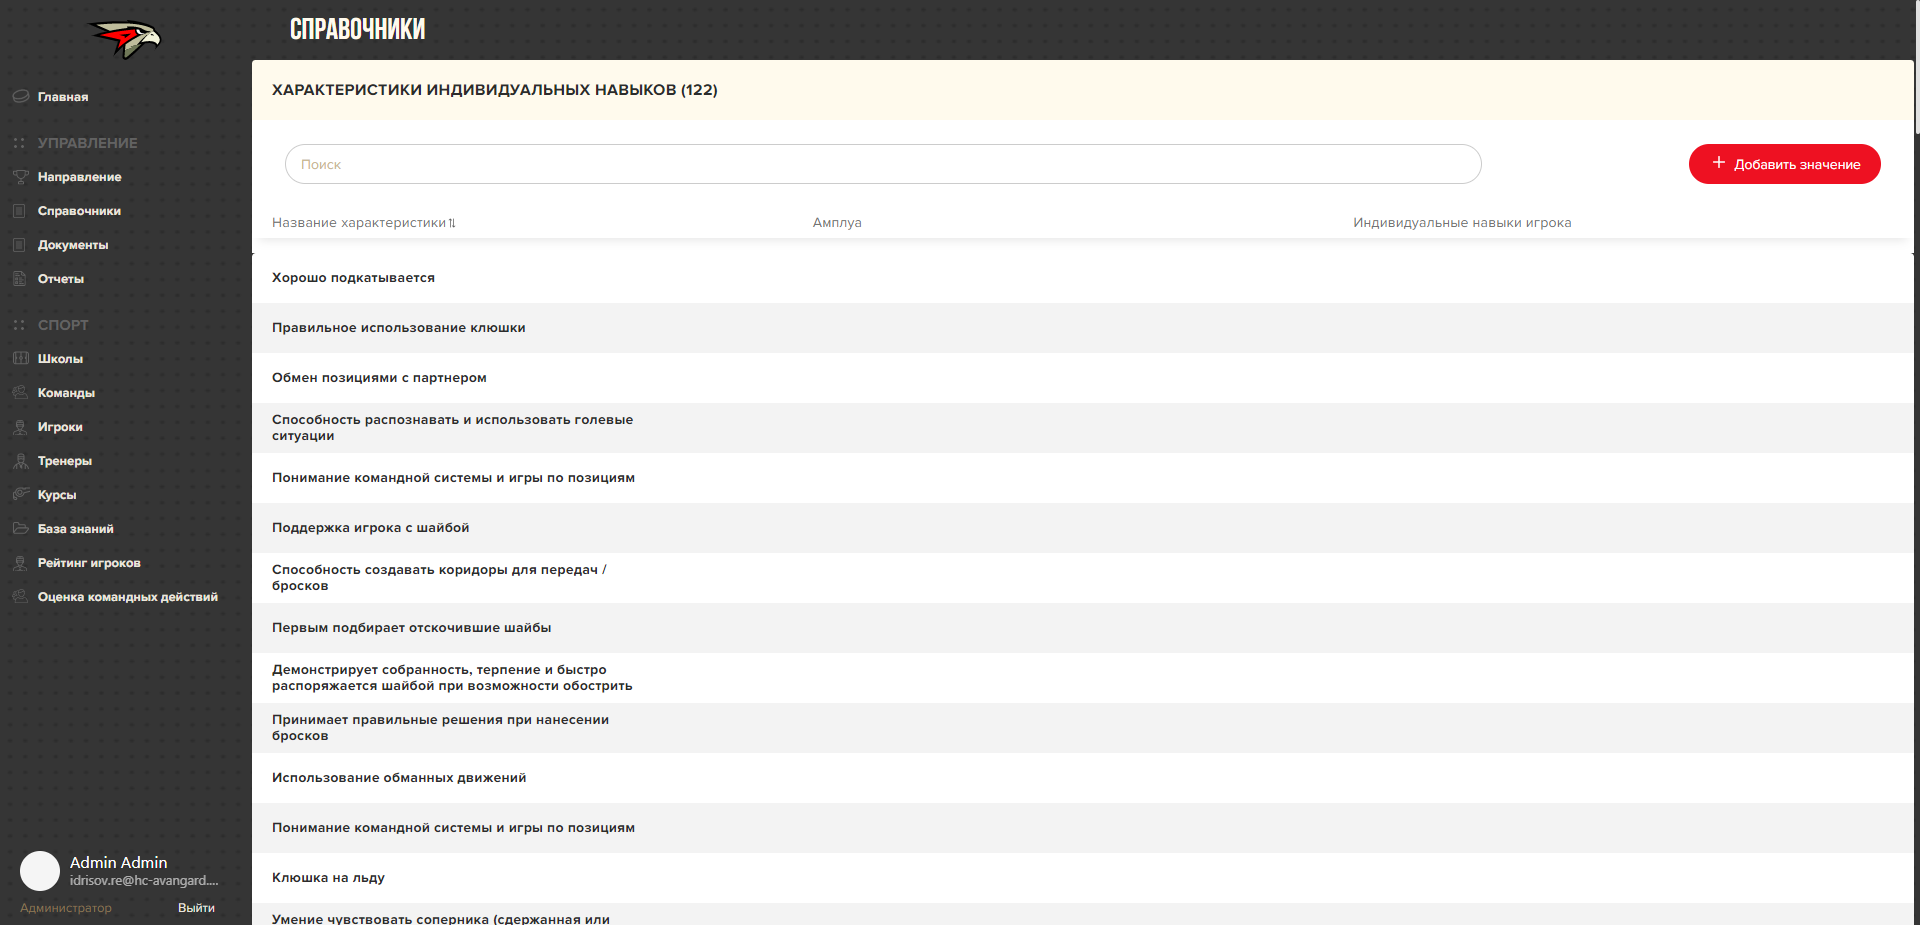 СПРАВОЧНИКИ
Главная
УПРАВЛЕНИЕ
Направление
Справочники
Документы
Отчеты
СПОРТ
Школы
Команды
Игроки
Тренеры
Курсы
База знаний
Рейтинг игроков
Оценка командных действий
Admin Admin
idrisov.re@hc-avangard....
Администратор Выйти
ХАРАКТЕРИСТИКИ ИНДИВИДУАЛЬНЫХ НАВЫКОВ (122)
Поиск
+ Добавить значение
Название характеристики Амплуа Индивидуальные навыки игрока
Хорошо подкатывается
Правильное использование клюшки
Обмен позициями с партнером
Способность распознавать и использовать голевые
ситуации
Понимание командной системы и игры по позициям
Поддержка игрока с шайбой
Способность создавать коридоры для передач /
бросков
Первым подбирает отскочившие шайбы
Демонстрирует собранность, терпение и быстро
распоряжается шайбой при возможности обострить
Принимает правильные решения при нанесении
бросков
Использование обманных движений
Понимание командной системы и игры по позициям
Клюшка на льду
Умение чувствовать соперника (сдержанная или